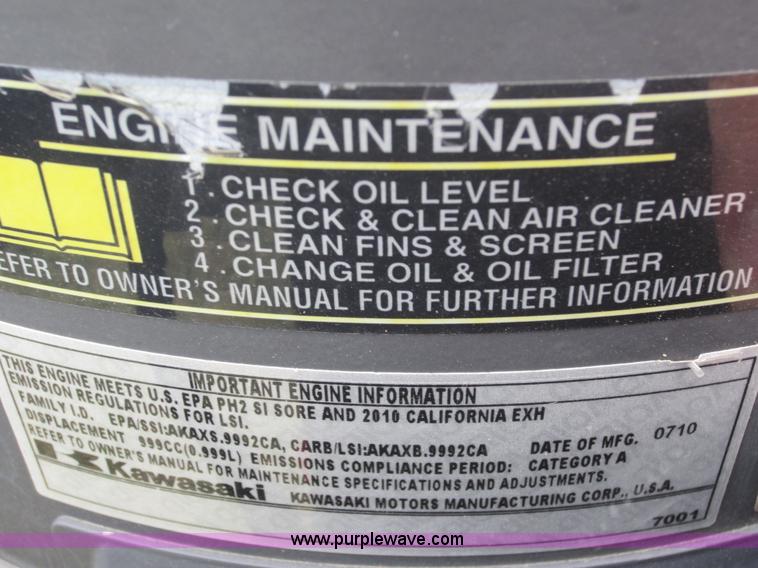 ENGINE MAINTENANCE
1. CHECK OIL LEVEL
2. CHECK & CLEAN AIR CLEANER
3. CLEAN FINS & SCREEN
4. CHANGE OIL & OIL FILTER
EFER TO OWNER'S MANUAL FOR FURTHER INFORMATION
IMPORTANT ENGINE INFORMATION
THIS ENGINE MEETS U.S. EPA PH2 SI SORE AND 2010 CALIFORNIA EXH
EMISSION REGULATIONS FOR LSI.
FAMILY I.D. EPA/SSI:AKAXS.9992CA, CARB/LSI:AKAXB.9992CA DATE OF MFG. 0710
DISPLACEMENT 999CC(0.999L) EMISSIONS COMPLIANCE PERIOD: CATEGORY A
REFER TO OWNER'S MANUAL FOR MAINTENANCE SPECIFICATIONS AND ADJUSTMENTS.
Kawasaki KAWASAKI MOTORS MANUFACTURING CORP., U.S.A.
7001
www.purplewave.com